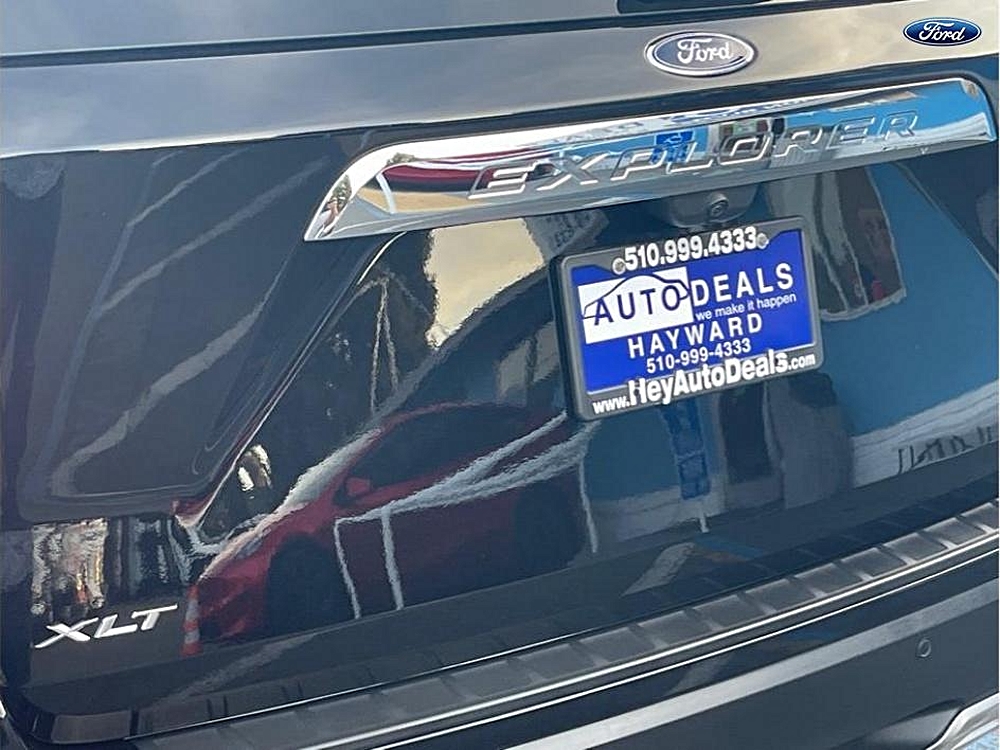 Ford
Ford
EXPLORER
510.999.4333
AUTO DEALS
we make it happen
HAYWARD
510-999-4333
www.HeyAutoDeals.com
XLT